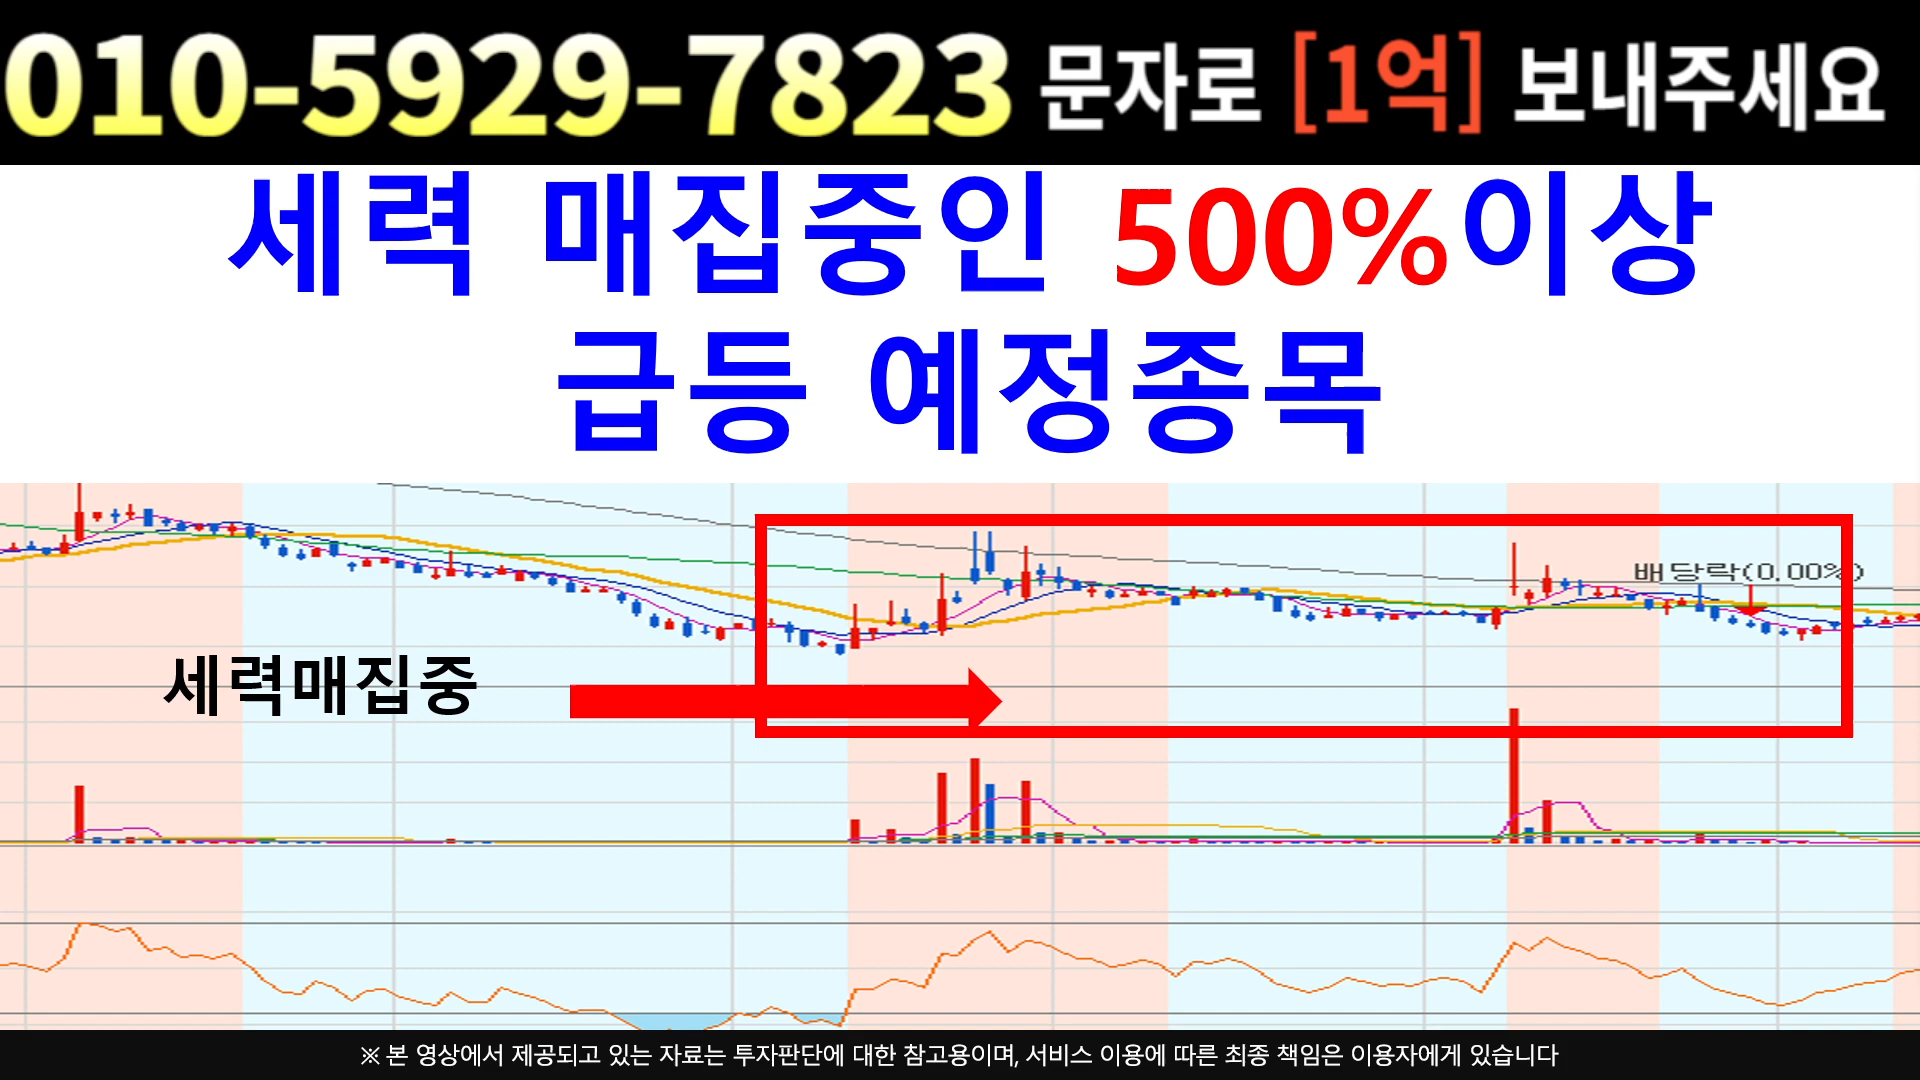 010-5929-7823 문자로 [1억] 보내주세요
세력 매집중인 500%이상
급등 예정종목
배당락(0.00%)
세력매집중
※ 본 영상에서 제공되고 있는 자료는 투자판단에 대한 참고용이며, 서비스 이용에 따른 최종 책임은 이용자에게 있습니다